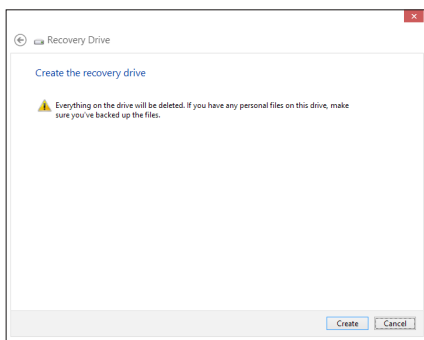 Recovery Drive
Create the recovery drive
Everything on the drive will be deleted. If you have any personal files on this drive, make
sure you've backed up the files.
Create Cancel